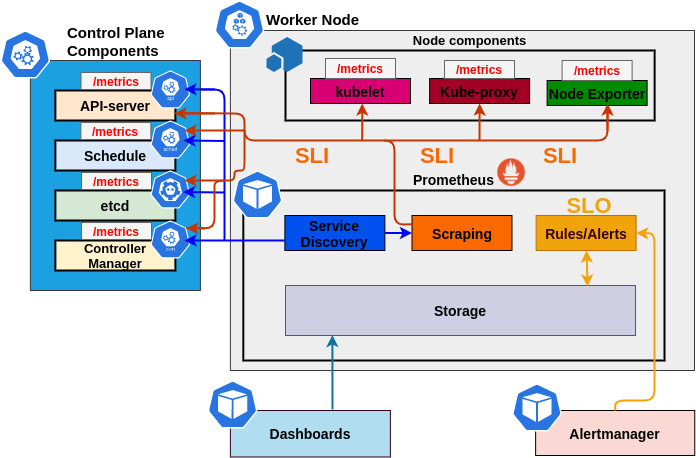 Worker Node
Control Plane
Components
Node components
/metrics
API-server
/metrics
Schedule
/metrics
etcd
/metrics
Controller
Manager
/metrics
kubelet
/metrics
Kube-proxy
/metrics
Node Exporter
SLI
SLI
SLI
Prometheus
SLO
Service
Discovery
Scraping
Rules/Alerts
Storage
Dashboards
Alertmanager
api
sched
c-m